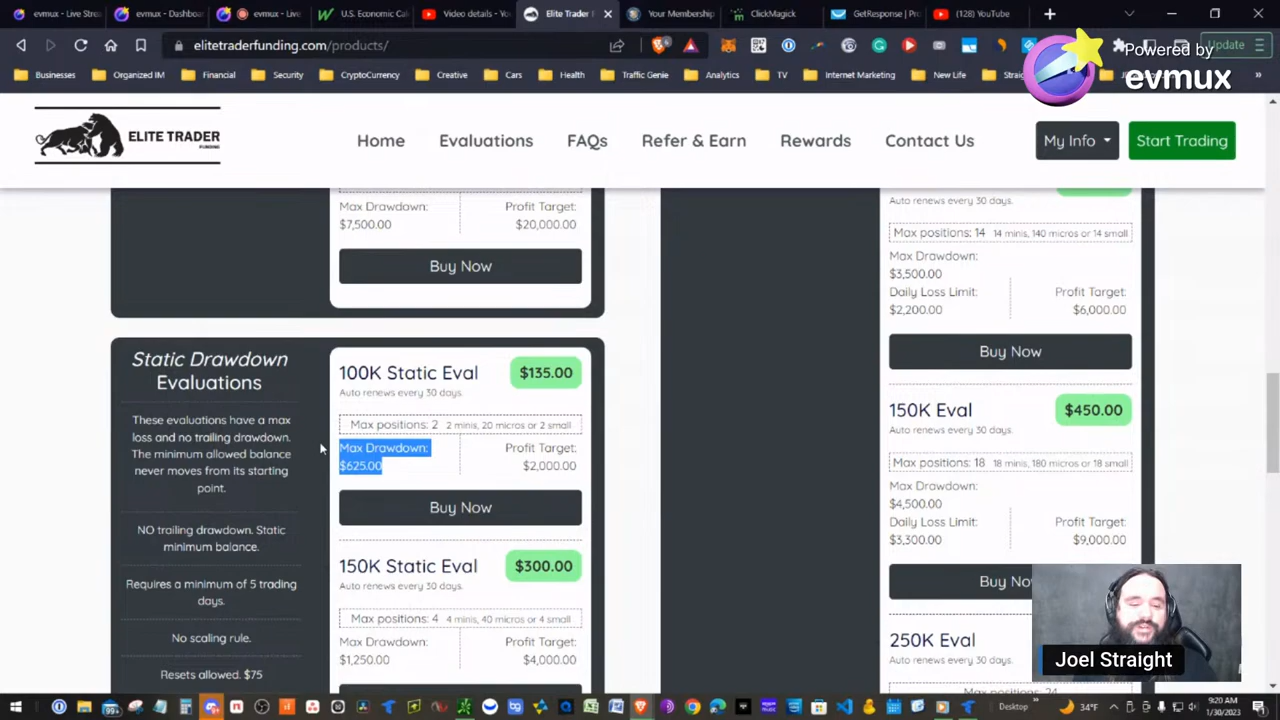 evmux - Live Stre
evmux - Dashboar
evmux - Live
U.S. Economic Cal
Video details - Yo
Elite Trader F
Your Membership
ClickMagick
GetResponse | Pro
(128) YouTube
elitetraderfunding.com/products/
Update
Powered by
evmux
Businesses
Organized IM
Financial
Security
CryptoCurrency
Creative
Cars
Health
Traffic Genie
Analytics
TV
Internet Marketing
New Life
ELITE TRADER
FUNDING
Home
Evaluations
FAQs
Refer & Earn
Rewards
Contact Us
My Info
Start Trading
Max Drawdown:
$7,500.00
Profit Target:
$20,000.00
Buy Now
Static Drawdown
Evaluations
These evaluations have a max
loss and no trailing drawdown.
The minimum allowed balance
never moves from its starting
point.
NO trailing drawdown. Static
minimum balance.
Requires a minimum of 5 trading
days.
No scaling rule.
Resets allowed. $75
100K Static Eval
$135.00
Auto renews every 30 days.
Max positions: 2 2 minis, 20 micros or 2 small
Max Drawdown:
$625.00
Profit Target:
$2,000.00
Buy Now
150K Static Eval
$300.00
Auto renews every 30 days.
Max positions: 4 4 minis, 40 micros or 4 small
Max Drawdown:
$1,250.00
Profit Target:
$4,000.00
Auto renews every 30 days.
Max positions: 14 14 minis, 140 micros or 14 small
Max Drawdown:
$3,500.00
Daily Loss Limit:
$2,200.00
Profit Target:
$6,000.00
Buy Now
150K Eval
$450.00
Auto renews every 30 days.
Max positions: 18 18 minis, 180 micros or 18 small
Max Drawdown:
$4,500.00
Daily Loss Limit:
$3,300.00
Profit Target:
$9,000.00
Buy No
250K Eval
Auto renews every 30 days.
Max positions: 24
Joel Straight
99+
Desktop
34°F
9:20 AM
1/30/2023